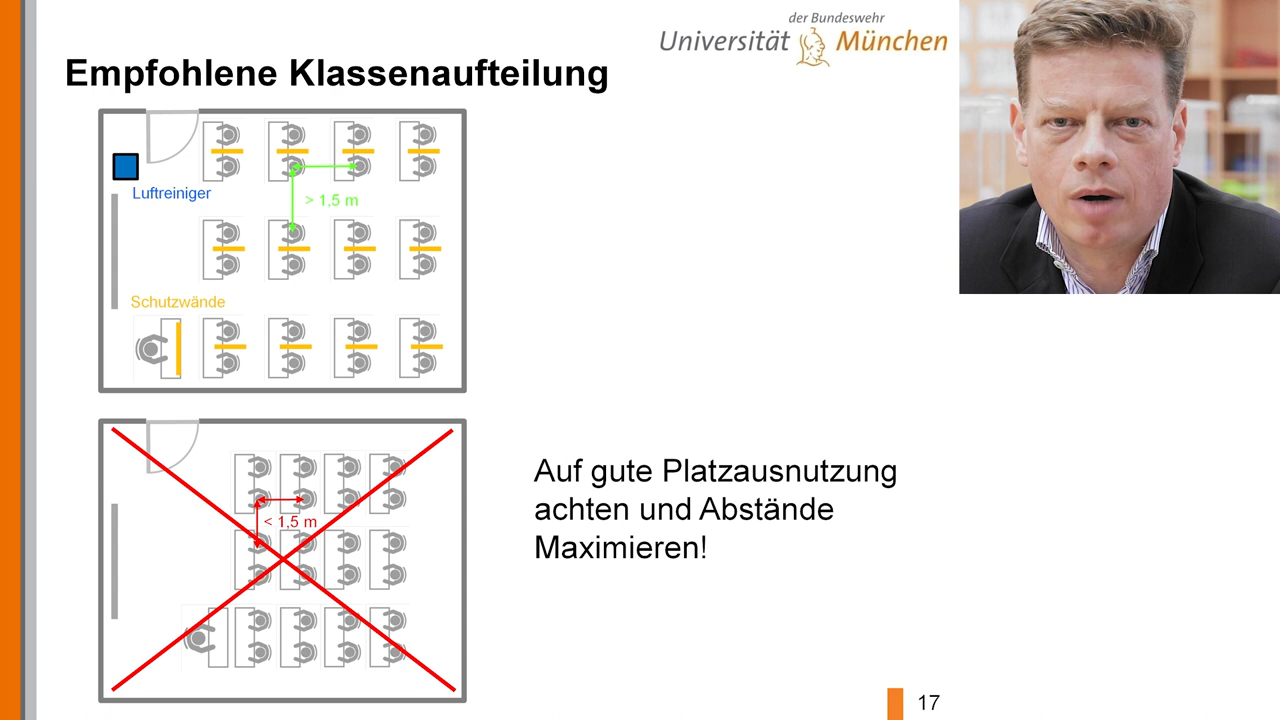 der Bundeswehr
Universität München
Empfohlene Klassenaufteilung
Luftreiniger
> 1,5 m
Schutzwände
< 1,5 m
Auf gute Platzausnutzung
achten und Abstände
Maximieren!
17